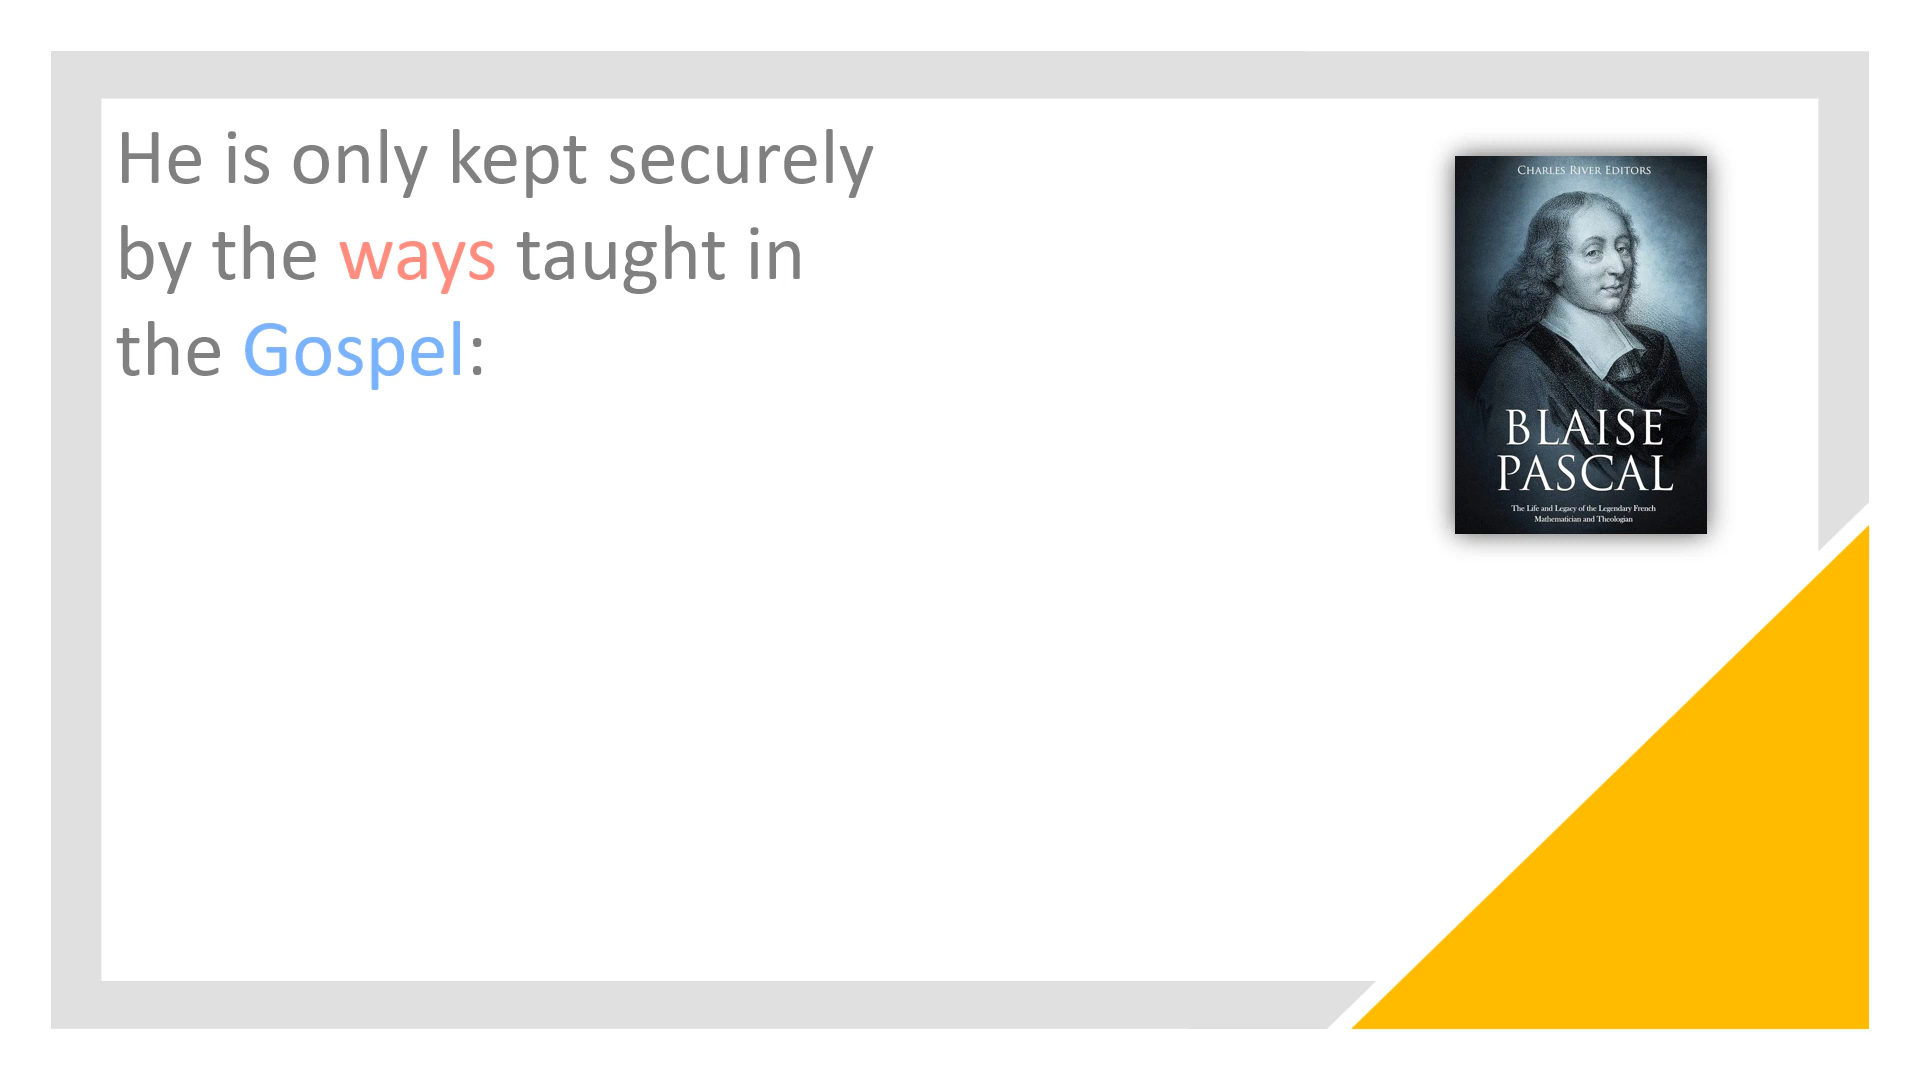 He is only kept securely
by the ways taught in
the Gospel:
CHARLES RIVER EDITORS
BLAISE
PASCAL
The Life and Legacy of the Legendary French
Mathematician and Theologian